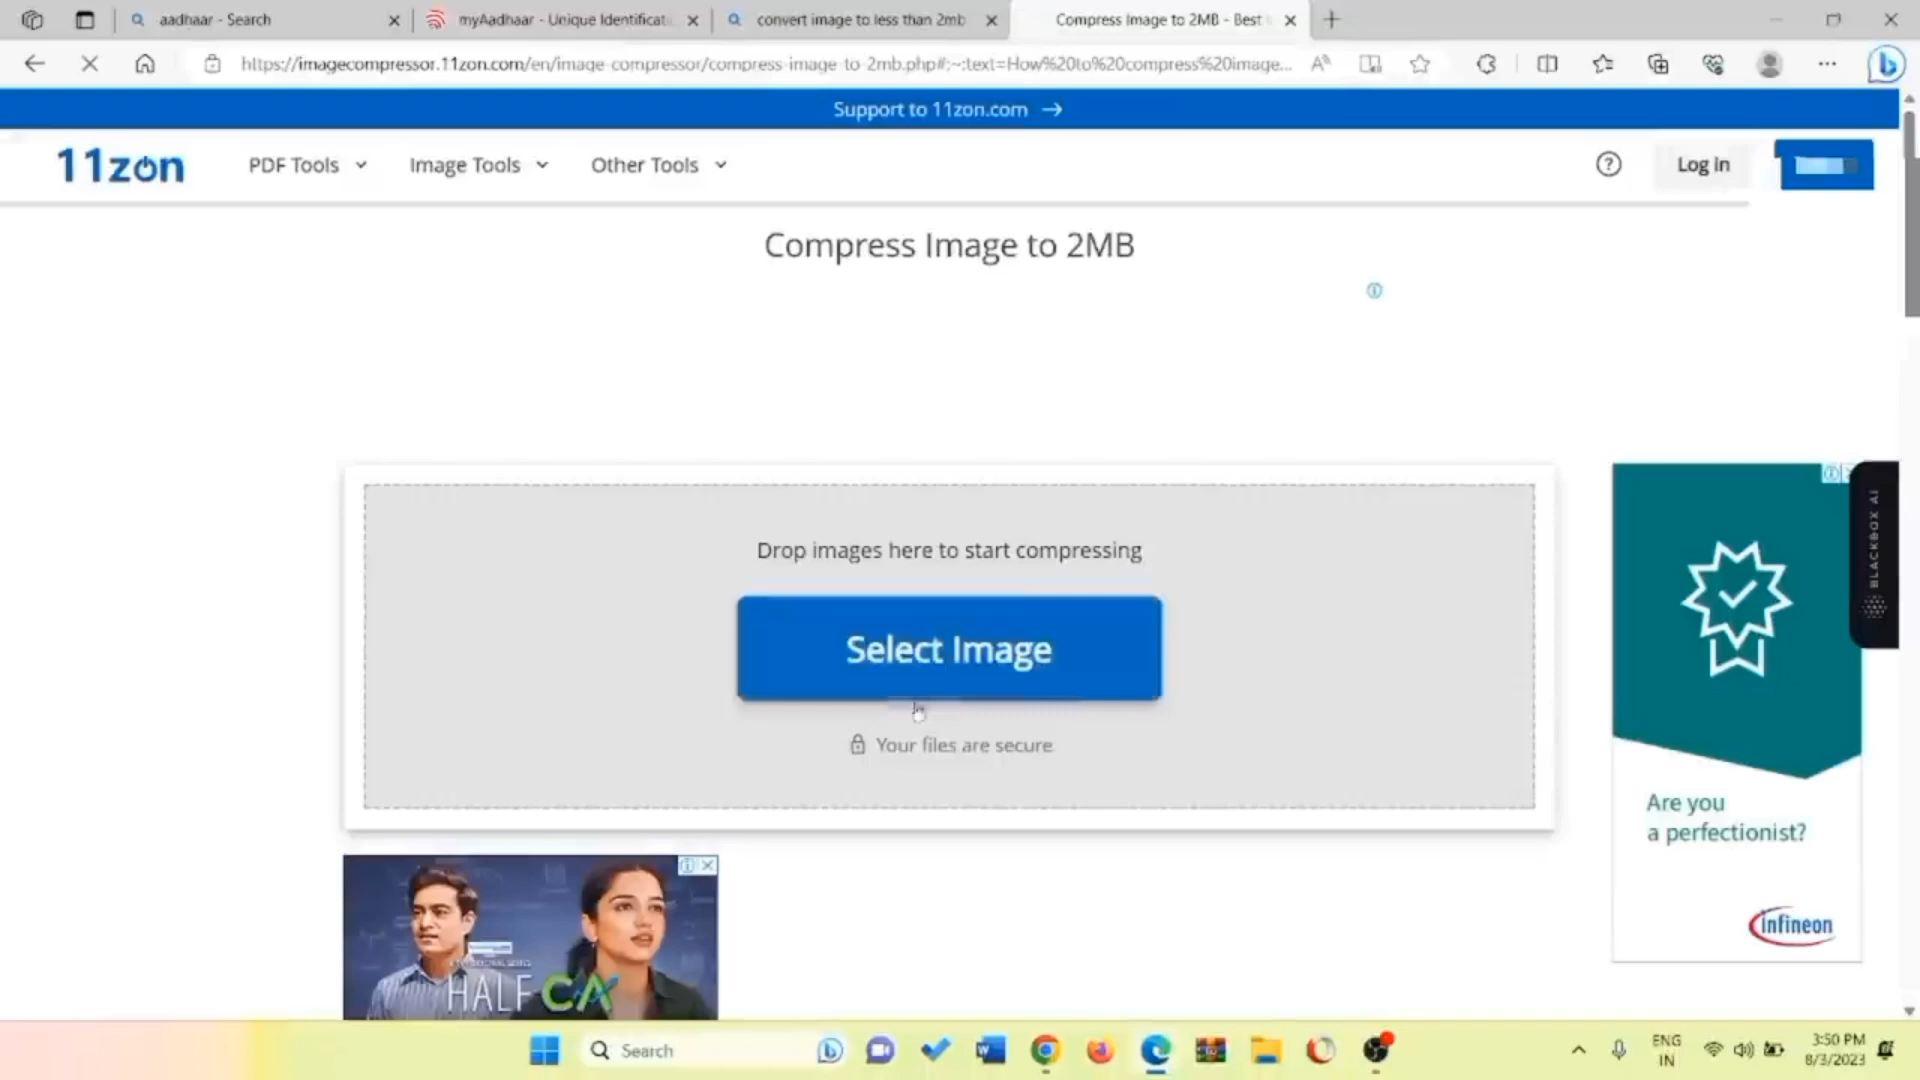 aadhaar - Search
myAadhaar - Unique Identificati
convert image to less than 2mb
Compress Image to 2MB - Best
https://imagecompressor.11zon.com/en/image-compressor/compress-image-to-2mb.php#:~:text=How%20to%20compress%20image...
Support to 11zon.com →
11zon
PDF Tools
Image Tools
Other Tools
Log in
Compress Image to 2MB
Drop images here to start compressing
Select Image
Your files are secure
BLACKBOX AI
Are you
a perfectionist?
infineon
HALF CA
Search
ENG
IN
3:50 PM
8/3/2023